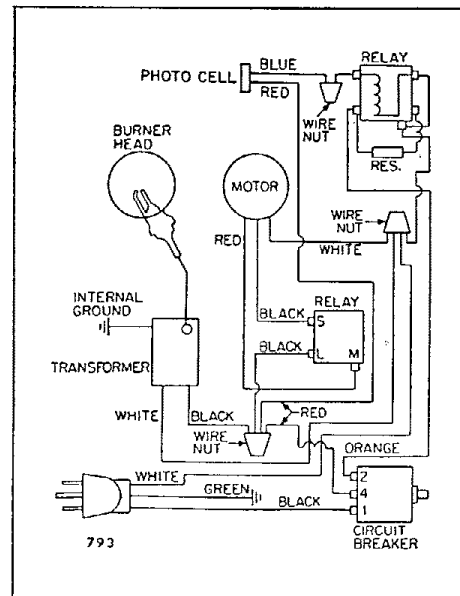 RELAY
BLUE
PHOTO CELL
RED
WIRE
NUT
RES.
BURNER
HEAD
MOTOR
WIRE
NUT
RED
WHITE
INTERNAL
GROUND
RELAY
BLACK
S
BLACK
L
M
TRANSFORMER
WHITE
BLACK
RED
WIRE
NUT
ORANGE
WHITE
2
GREEN
4
BLACK
1
793
CIRCUIT
BREAKER